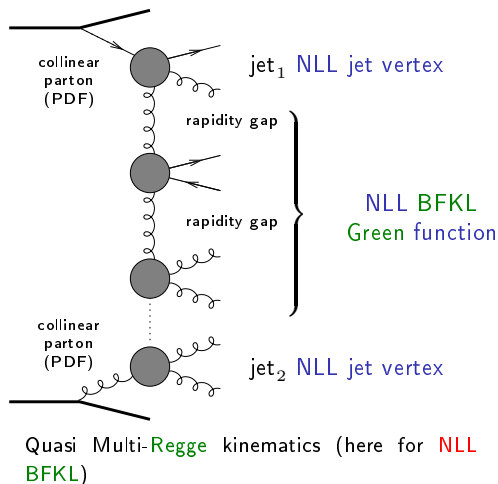 collinear
parton
(PDF)
jet₁ NLL jet vertex
rapidity gap
rapidity gap
NLL BFKL
Green function
collinear
parton
(PDF)
jet₂ NLL jet vertex
Quasi Multi-Regge kinematics (here for NLL
BFKL)